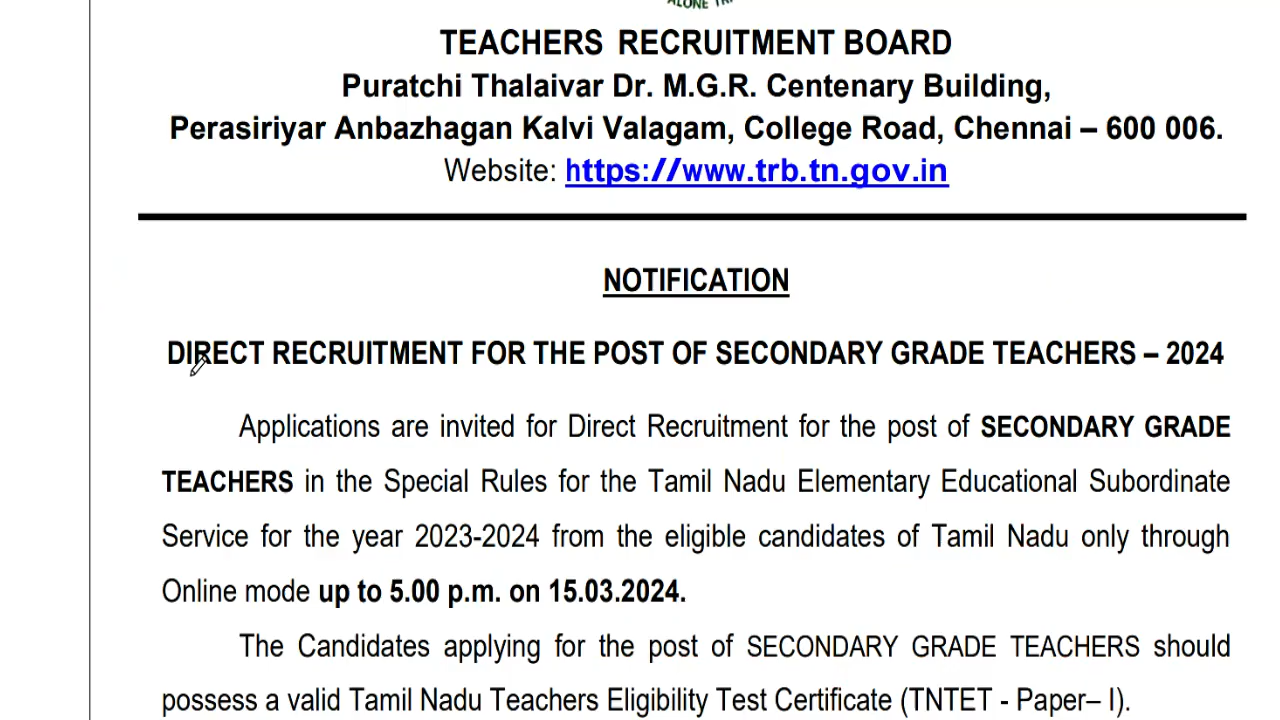 TEACHERS RECRUITMENT BOARD
Puratchi Thalaivar Dr. M.G.R. Centenary Building,
Perasiriyar Anbazhagan Kalvi Valagam, College Road, Chennai – 600 006.
Website: https://www.trb.tn.gov.in
NOTIFICATION
DIRECT RECRUITMENT FOR THE POST OF SECONDARY GRADE TEACHERS – 2024
Applications are invited for Direct Recruitment for the post of SECONDARY GRADE
TEACHERS in the Special Rules for the Tamil Nadu Elementary Educational Subordinate
Service for the year 2023-2024 from the eligible candidates of Tamil Nadu only through
Online mode up to 5.00 p.m. on 15.03.2024.
The Candidates applying for the post of SECONDARY GRADE TEACHERS should
possess a valid Tamil Nadu Teachers Eligibility Test Certificate (TNTET - Paper– I).